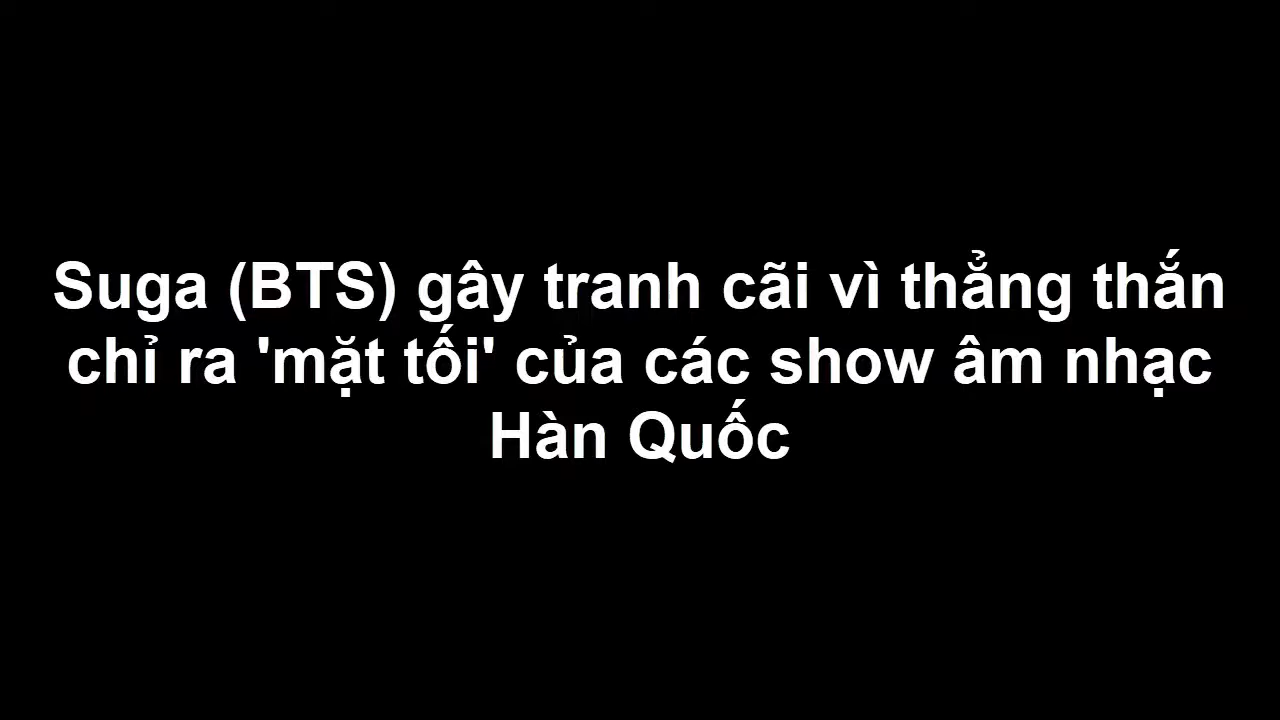 Suga (BTS) gây tranh cãi vì thẳng thắn
chỉ ra 'mặt tối' của các show âm nhạc
Hàn Quốc